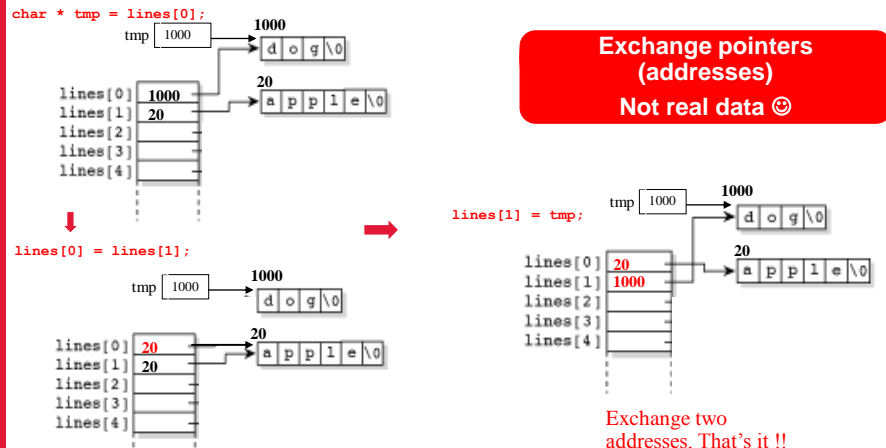 char * tmp = lines[0];
tmp 1000 1000
d o g \0
20
lines[0] 1000 a p p l e \0
lines[1] 20
lines[2]
lines[3]
lines[4]
Exchange pointers
(addresses)
Not real data ☺
lines[0] = lines[1];
tmp 1000 1000
d o g \0
20
lines[0] 20 a p p l e \0
lines[1] 20
lines[2]
lines[3]
lines[4]
lines[1] = tmp;
tmp 1000 1000
d o g \0
20
lines[0] 20 a p p l e \0
lines[1] 1000
lines[2]
lines[3]
lines[4]
Exchange two
addresses. That's it !!